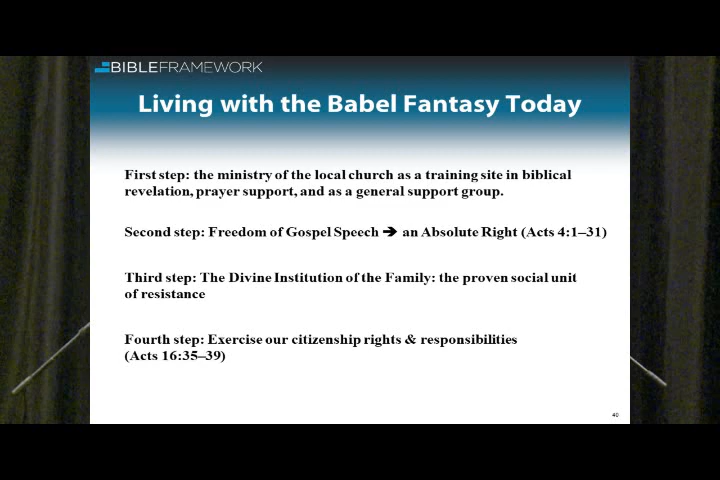 BIBLEFRAMEWORK
Living with the Babel Fantasy Today
First step: the ministry of the local church as a training site in biblical
revelation, prayer support, and as a general support group.
Second step: Freedom of Gospel Speech ➔ an Absolute Right (Acts 4:1–31)
Third step: The Divine Institution of the Family: the proven social unit
of resistance
Fourth step: Exercise our citizenship rights & responsibilities
(Acts 16:35–39)
40